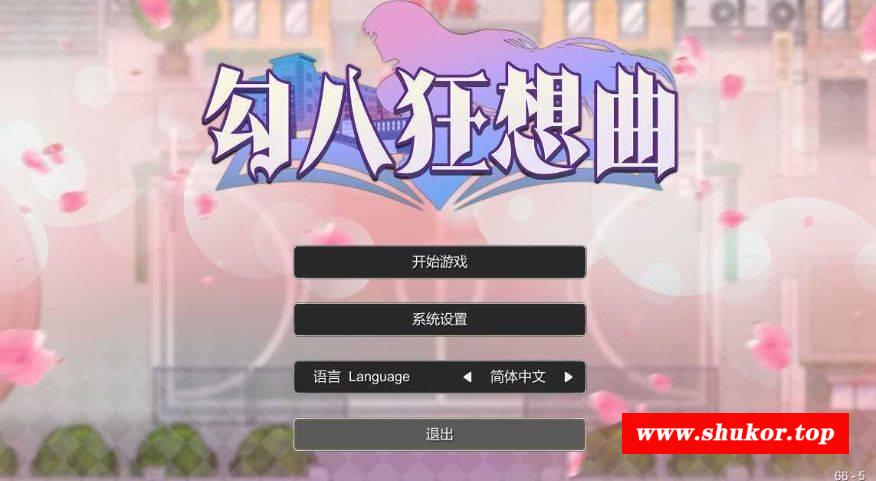 勾八狂想曲
开始游戏
系统设置
语言 Language ◀ 简体中文 ▶
退出
www.shukor.top
66 - 5